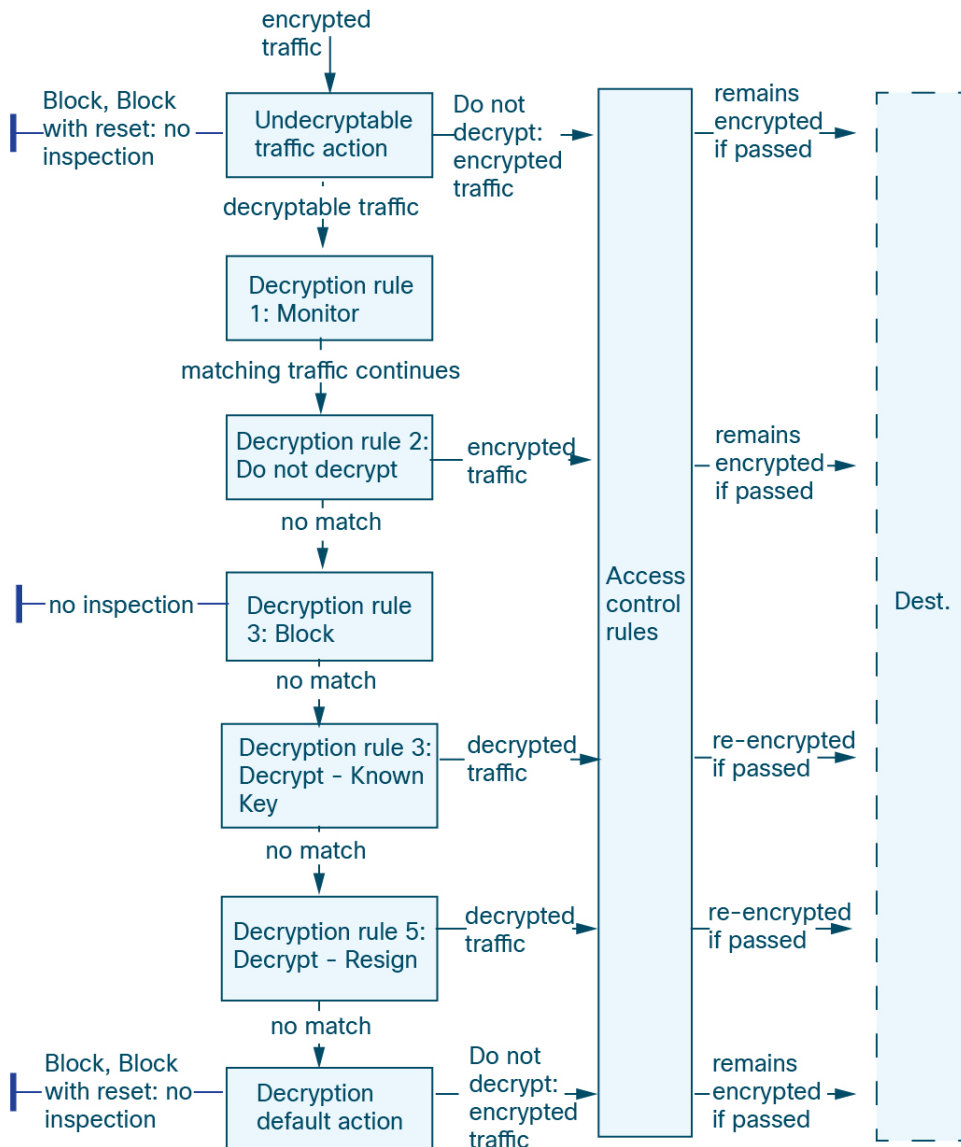 encrypted
traffic
Block, Block
with reset: no
inspection
Undecryptable
traffic action
Do not
decrypt:
encrypted
traffic
remains
encrypted
if passed
decryptable traffic
Decryption rule
1: Monitor
matching traffic continues
Decryption rule 2:
Do not decrypt
encrypted
traffic
remains
encrypted
if passed
no match
no inspection
Decryption rule
3: Block
Access
control
rules
Dest.
no match
Decryption rule 3:
Decrypt - Known
Key
decrypted
traffic
re-encrypted
if passed
no match
Decryption rule 5:
Decrypt - Resign
decrypted
traffic
re-encrypted
if passed
no match
Block, Block
with reset: no
inspection
Decryption
default action
Do not
decrypt:
encrypted
traffic
remains
encrypted
if passed